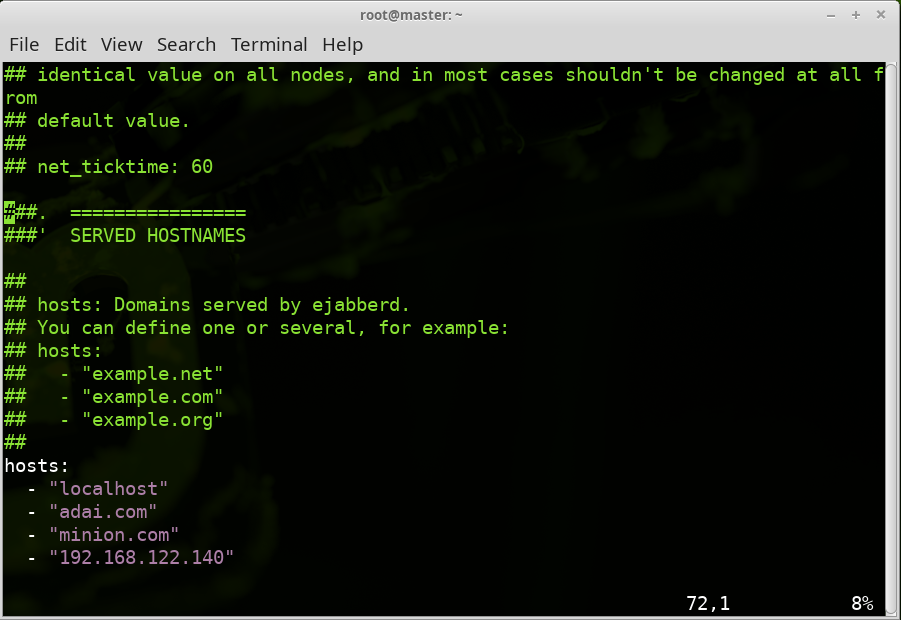 root@master: ~
File Edit View Search Terminal Help
## identical value on all nodes, and in most cases shouldn't be changed at all f
rom
## default value.
##
## net_ticktime: 60
###.  ================
###'  SERVED HOSTNAMES
##
## hosts: Domains served by ejabberd.
## You can define one or several, for example:
## hosts:
##   - "example.net"
##   - "example.com"
##   - "example.org"
##
hosts:
  - "localhost"
  - "adai.com"
  - "minion.com"
  - "192.168.122.140"
72,1 8%